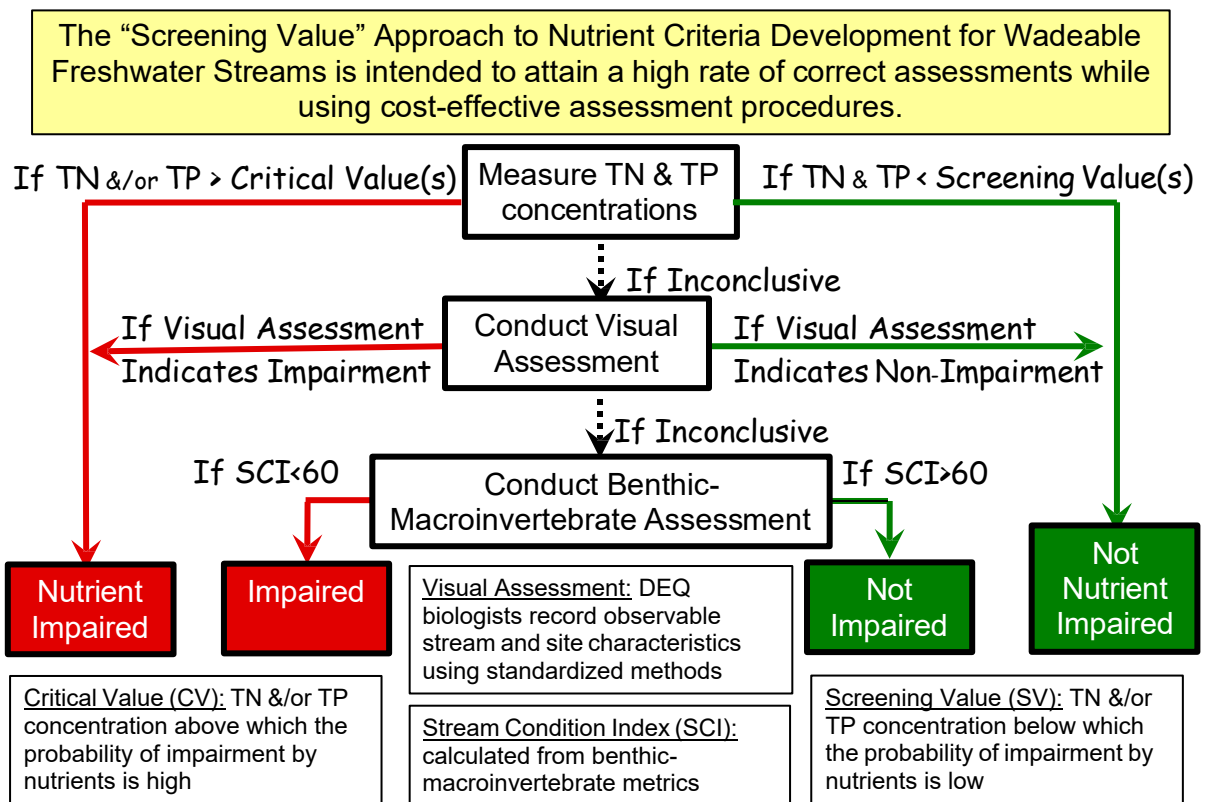 The “Screening Value” Approach to Nutrient Criteria Development for Wadeable
Freshwater Streams is intended to attain a high rate of correct assessments while
using cost-effective assessment procedures.
If TN &/or TP > Critical Value(s)
Measure TN & TP
concentrations
If TN & TP < Screening Value(s)
If Inconclusive
If Visual Assessment
Indicates Impairment
Conduct Visual
Assessment
If Visual Assessment
Indicates Non-Impairment
If Inconclusive
If SCI<60
Conduct Benthic-
Macroinvertebrate Assessment
If SCI>60
Nutrient
Impaired
Impaired
Not
Impaired
Not
Nutrient
Impaired
Visual Assessment: DEQ
biologists record observable
stream and site characteristics
using standardized methods
Critical Value (CV): TN &/or TP
concentration above which the
probability of impairment by
nutrients is high
Stream Condition Index (SCI):
calculated from benthic-
macroinvertebrate metrics
Screening Value (SV): TN &/or
TP concentration below which
the probability of impairment by
nutrients is low